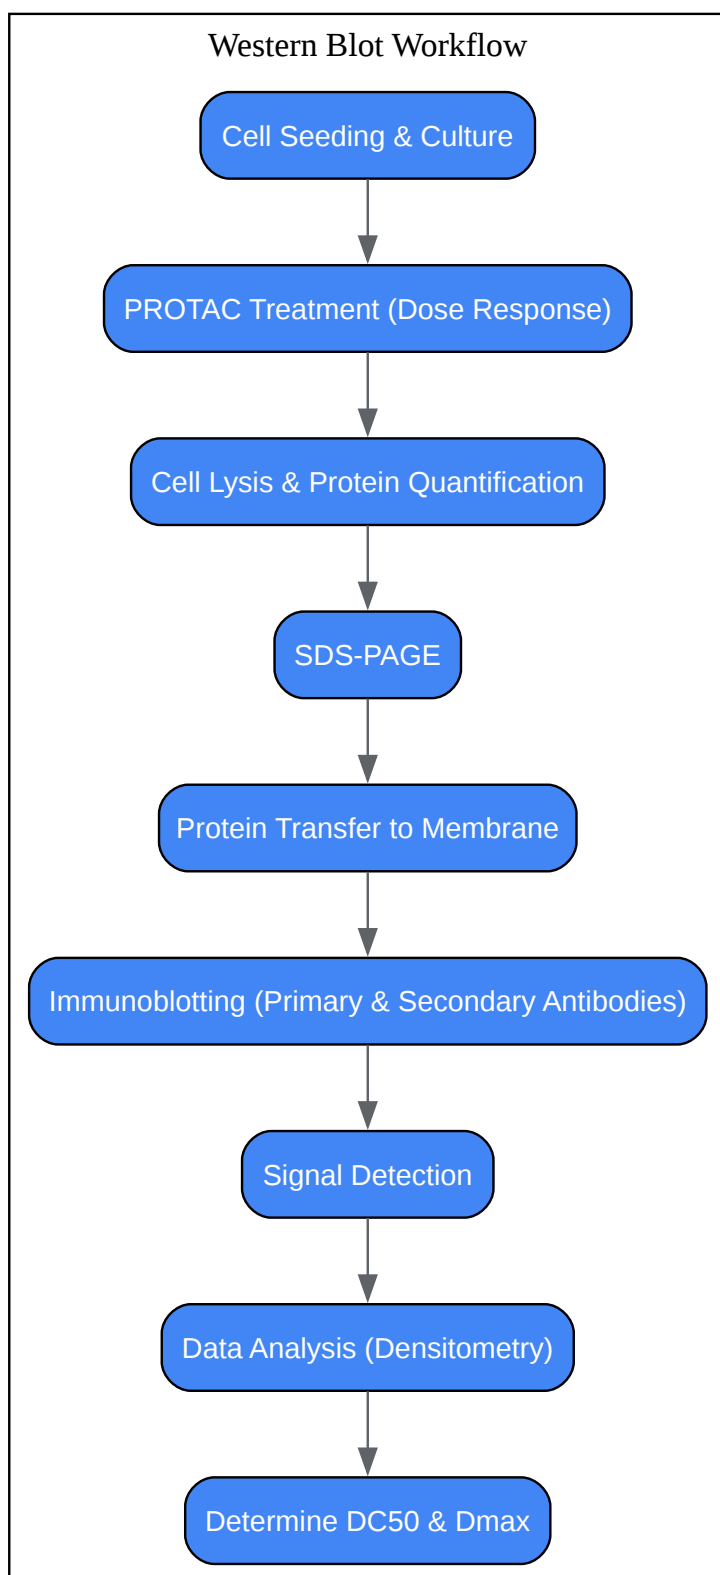 Western Blot Workflow
Cell Seeding & Culture
PROTAC Treatment (Dose Response)
Cell Lysis & Protein Quantification
SDS-PAGE
Protein Transfer to Membrane
Immunoblotting (Primary & Secondary Antibodies)
Signal Detection
Data Analysis (Densitometry)
Determine DC50 & Dmax